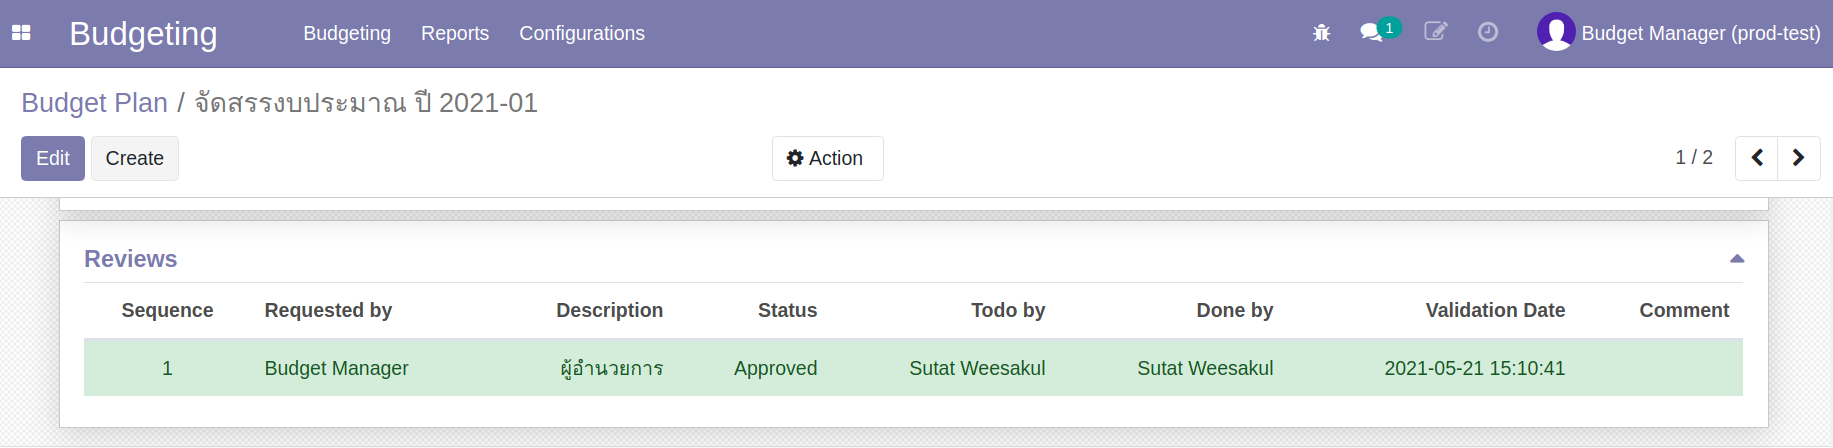 Budgeting Budgeting Reports Configurations 1 Budget Manager (prod-test)
Budget Plan / จัดสรรงบประมาณ ปี 2021-01
Edit Create Action 1 / 2
Reviews
Sequence Requested by Description Status Todo by Done by Validation Date Comment
1 Budget Manager ผู้อำนวยการ Approved Sutat Weesakul Sutat Weesakul 2021-05-21 15:10:41